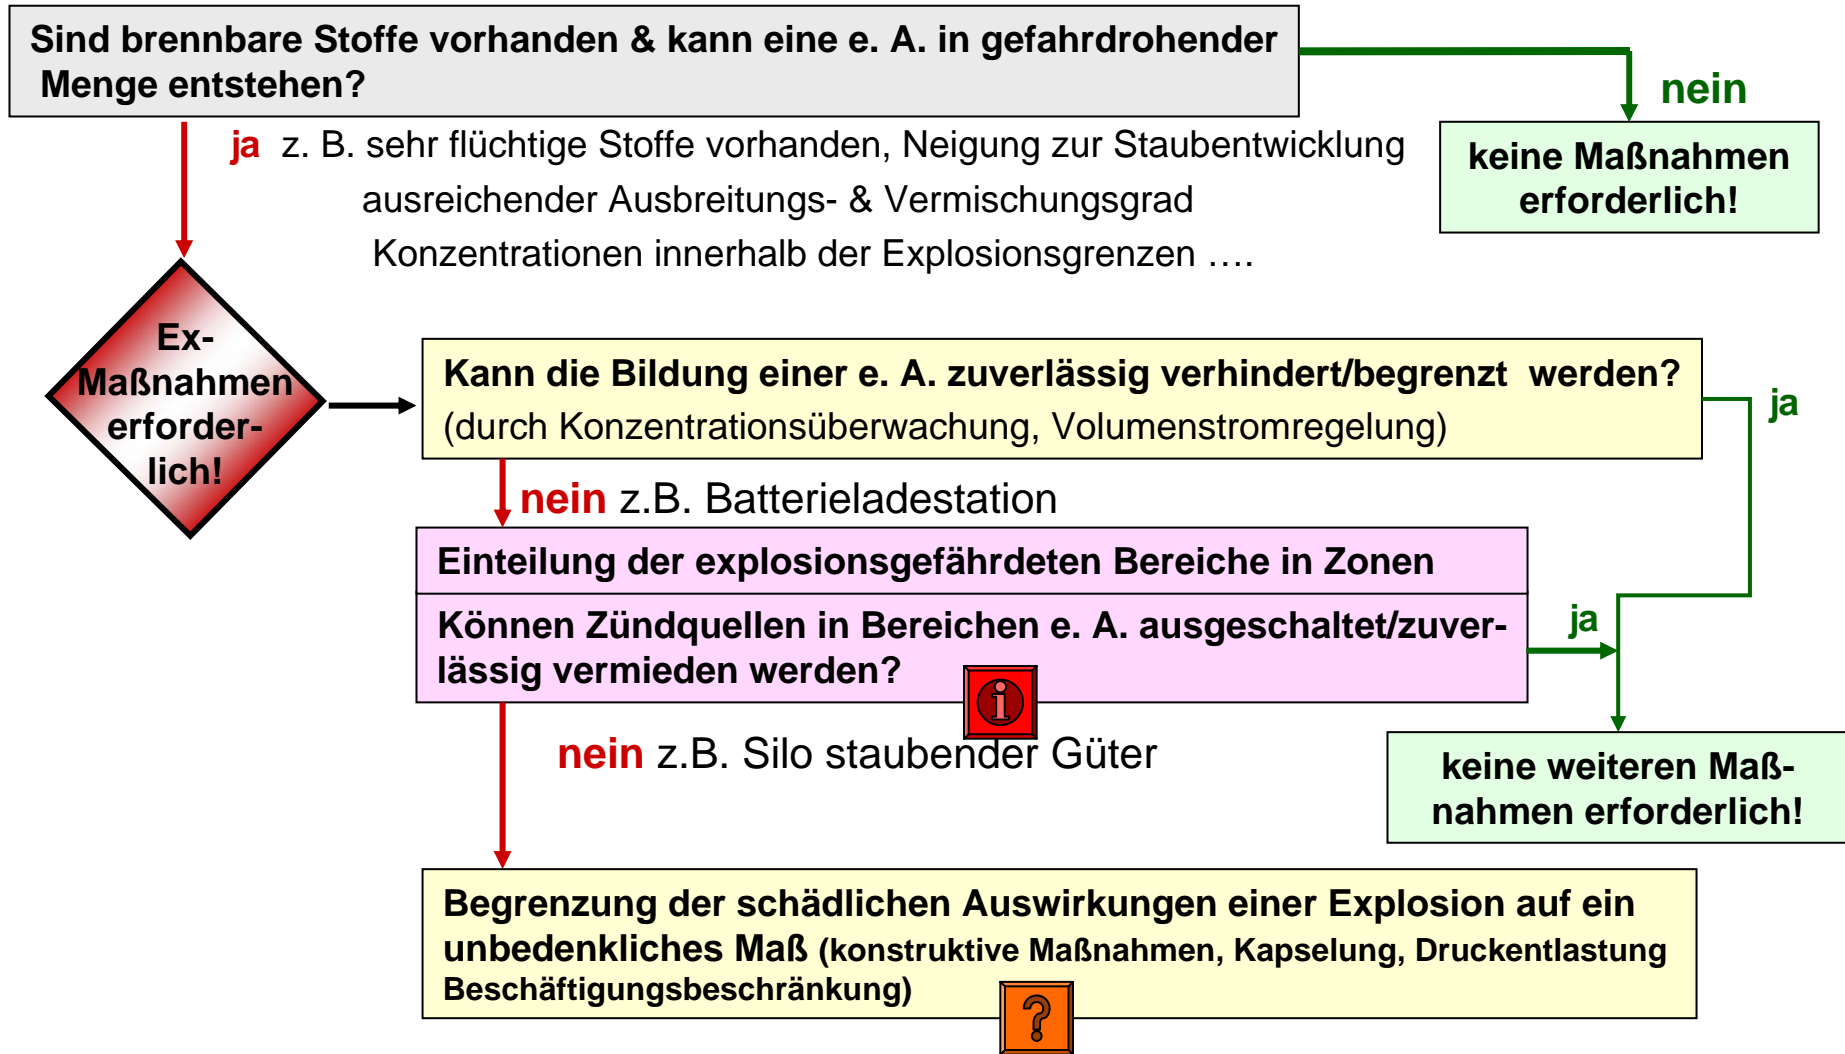 Sind brennbare Stoffe vorhanden & kann eine e. A. in gefahrdrohender
Menge entstehen?
nein
keine Maßnahmen
erforderlich!
ja z. B. sehr flüchtige Stoffe vorhanden, Neigung zur Staubentwicklung
ausreichender Ausbreitungs- & Vermischungsgrad
Konzentrationen innerhalb der Explosionsgrenzen ….
Ex-
Maßnahmen
erforder-
lich!
Kann die Bildung einer e. A. zuverlässig verhindert/begrenzt werden?
(durch Konzentrationsüberwachung, Volumenstromregelung)
ja
nein z.B. Batterieladestation
Einteilung der explosionsgefährdeten Bereiche in Zonen
Können Zündquellen in Bereichen e. A. ausgeschaltet/zuver-
lässig vermieden werden?
ja
i
nein z.B. Silo staubender Güter
keine weiteren Maß-
nahmen erforderlich!
Begrenzung der schädlichen Auswirkungen einer Explosion auf ein
unbedenkliches Maß (konstruktive Maßnahmen, Kapselung, Druckentlastung
Beschäftigungsbeschränkung)
?